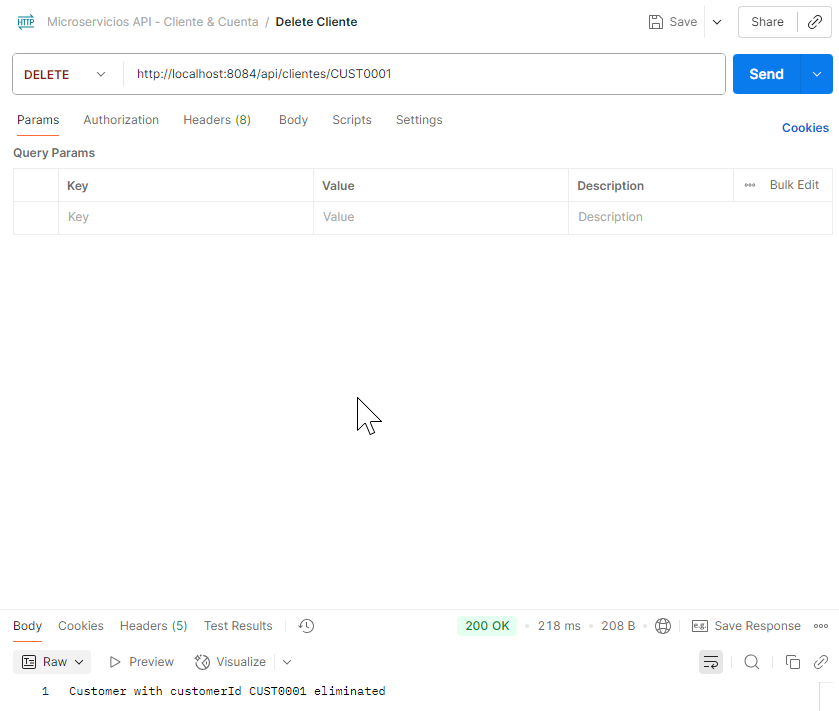 HTTP Microservicios API - Cliente & Cuenta / Delete Cliente Save Share
DELETE http://localhost:8084/api/clientes/CUST0001 Send
Params Authorization Headers (8) Body Scripts Settings Cookies
Query Params
Key Value Description Bulk Edit
Key Value Description
Body Cookies Headers (5) Test Results 200 OK 218 ms 208 B e.g. Save Response
Raw Preview Visualize
1 Customer with customerId CUST0001 eliminated